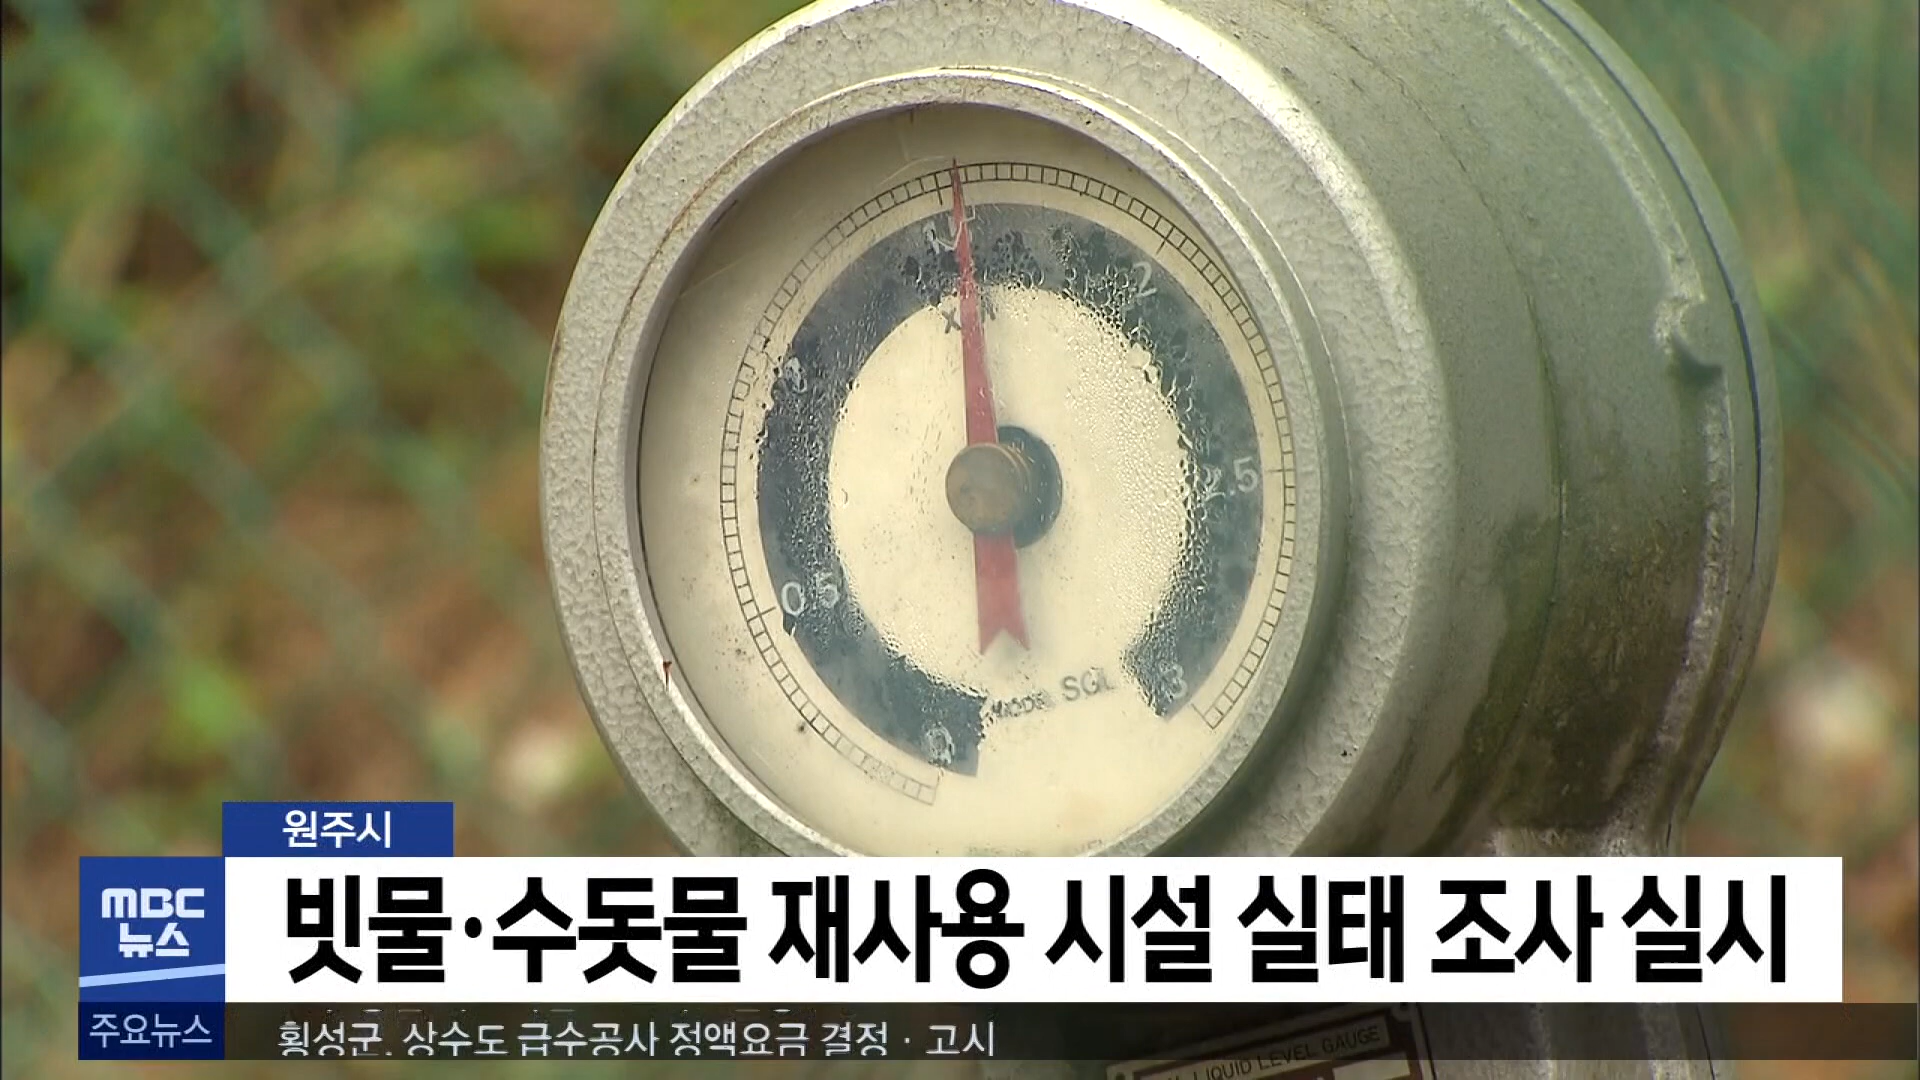 2
2.5
0.5
3
0
MODEL SGL
원주시
MBC
뉴스
빗물·수돗물 재사용 시설 실태 조사 실시
주요뉴스
횡성군, 상수도 급수공사 정액요금 결정·고시
LIQUID LEVEL GAUGE